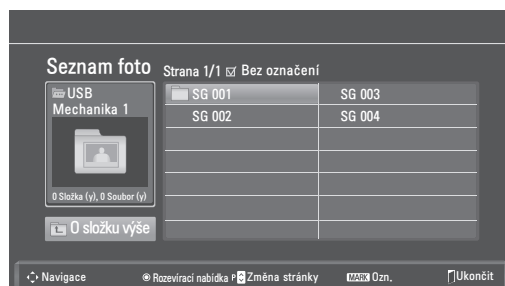 Seznam foto
Strana 1/1 ☑ Bez označení
USB
Mechanika 1
0 Složka (y), 0 Soubor (y)
O složku výše
SG 001
SG 003
SG 002
SG 004
Navigace
Rozevírací nabídka
P Změna stránky
MARK Ozn.
Ukončit